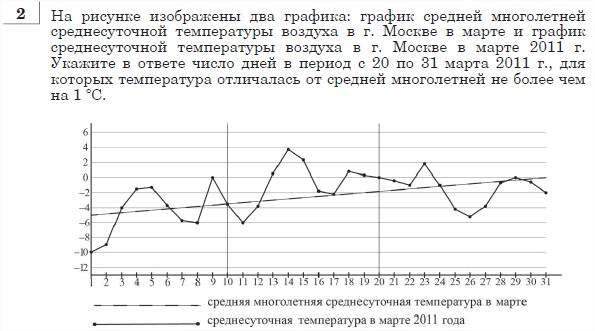 2
На рисунке изображены два графика: график средней многолетней
среднесуточной температуры воздуха в г. Москве в марте и график
среднесуточной температуры воздуха в г. Москве в марте 2011 г.
Укажите в ответе число дней в период с 20 по 31 марта 2011 г., для
которых температура отличалась от средней многолетней не более чем
на 1 °С.
6
4
2
0
−2
−4
−6
−8
−10
−12
1 2 3 4 5 6 7 8 9 10 11 12 13 14 15 16 17 18 19 20 21 22 23 24 25 26 27 28 29 30 31
средняя многолетняя среднесуточная температура в марте
среднесуточная температура в марте 2011 года